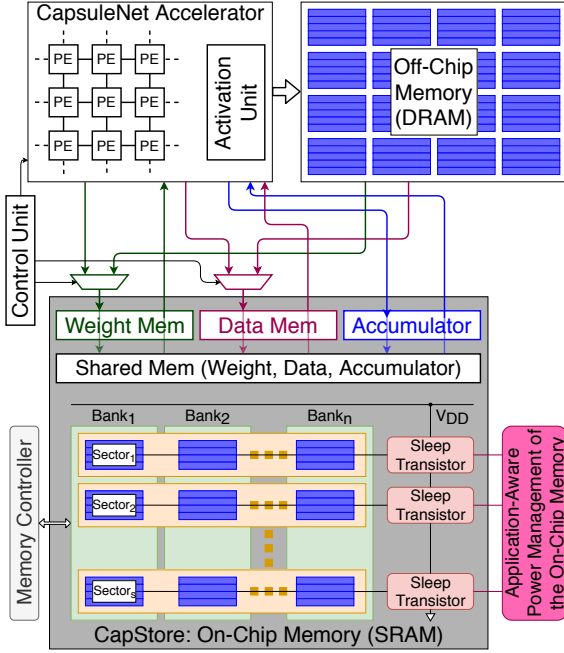 CapsuleNet Accelerator
PE PE PE
PE PE PE
PE PE PE
Activation
Unit
Off-Chip
Memory
(DRAM)
Control Unit
Weight Mem
Data Mem
Accumulator
Shared Mem (Weight, Data, Accumulator)
Bank1
Bank2
Bankn
VDD
Sector1
Sector2
Sectors
Sleep
Transistor
Sleep
Transistor
Sleep
Transistor
Memory Controller
Application-Aware
Power Management of
the On-Chip Memory
CapStore: On-Chip Memory (SRAM)